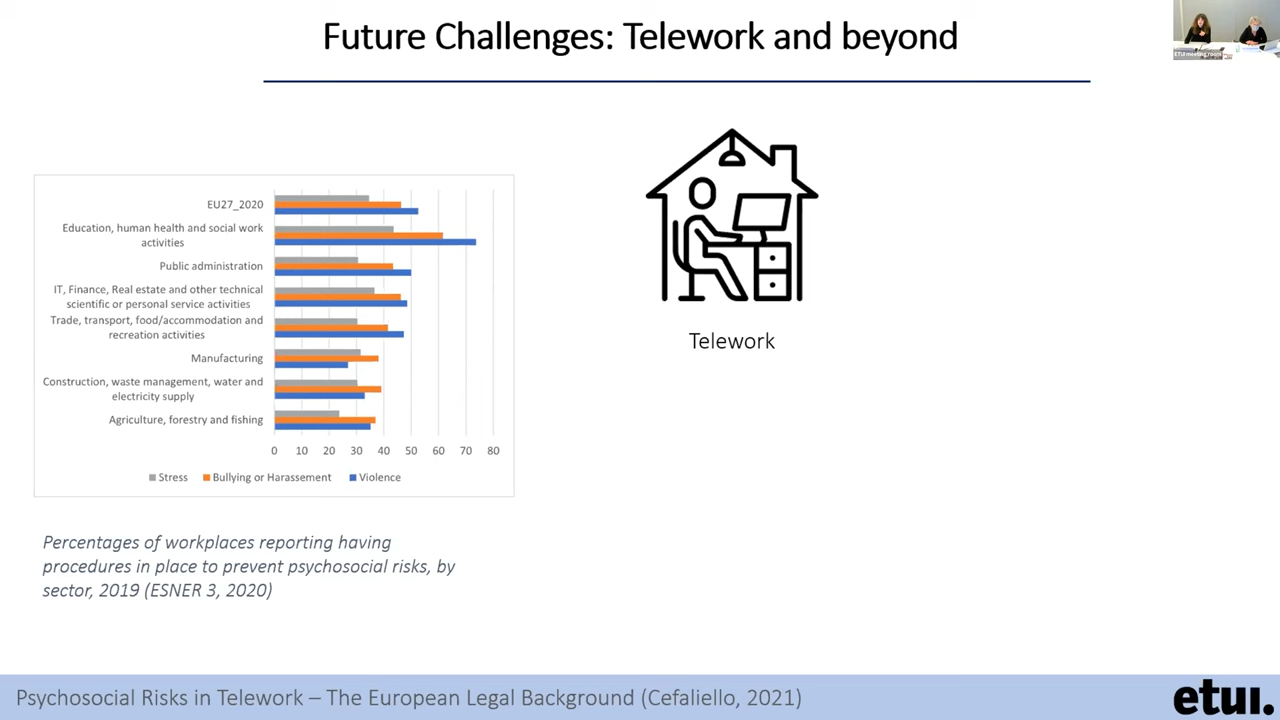 Future Challenges: Telework and beyond
ETUI meeting room
EU27_2020
Education, human health and social work
activities
Public administration
IT, Finance, Real estate and other technical
scientific or personal service activities
Trade, transport, food/accommodation and
recreation activities
Manufacturing
Construction, waste management, water and
electricity supply
Agriculture, forestry and fishing
0 10 20 30 40 50 60 70 80
Stress Bullying or Harassement Violence
Telework
Percentages of workplaces reporting having
procedures in place to prevent psychosocial risks, by
sector, 2019 (ESNER 3, 2020)
Psychosocial Risks in Telework – The European Legal Background (Cefaliello, 2021)
etui.